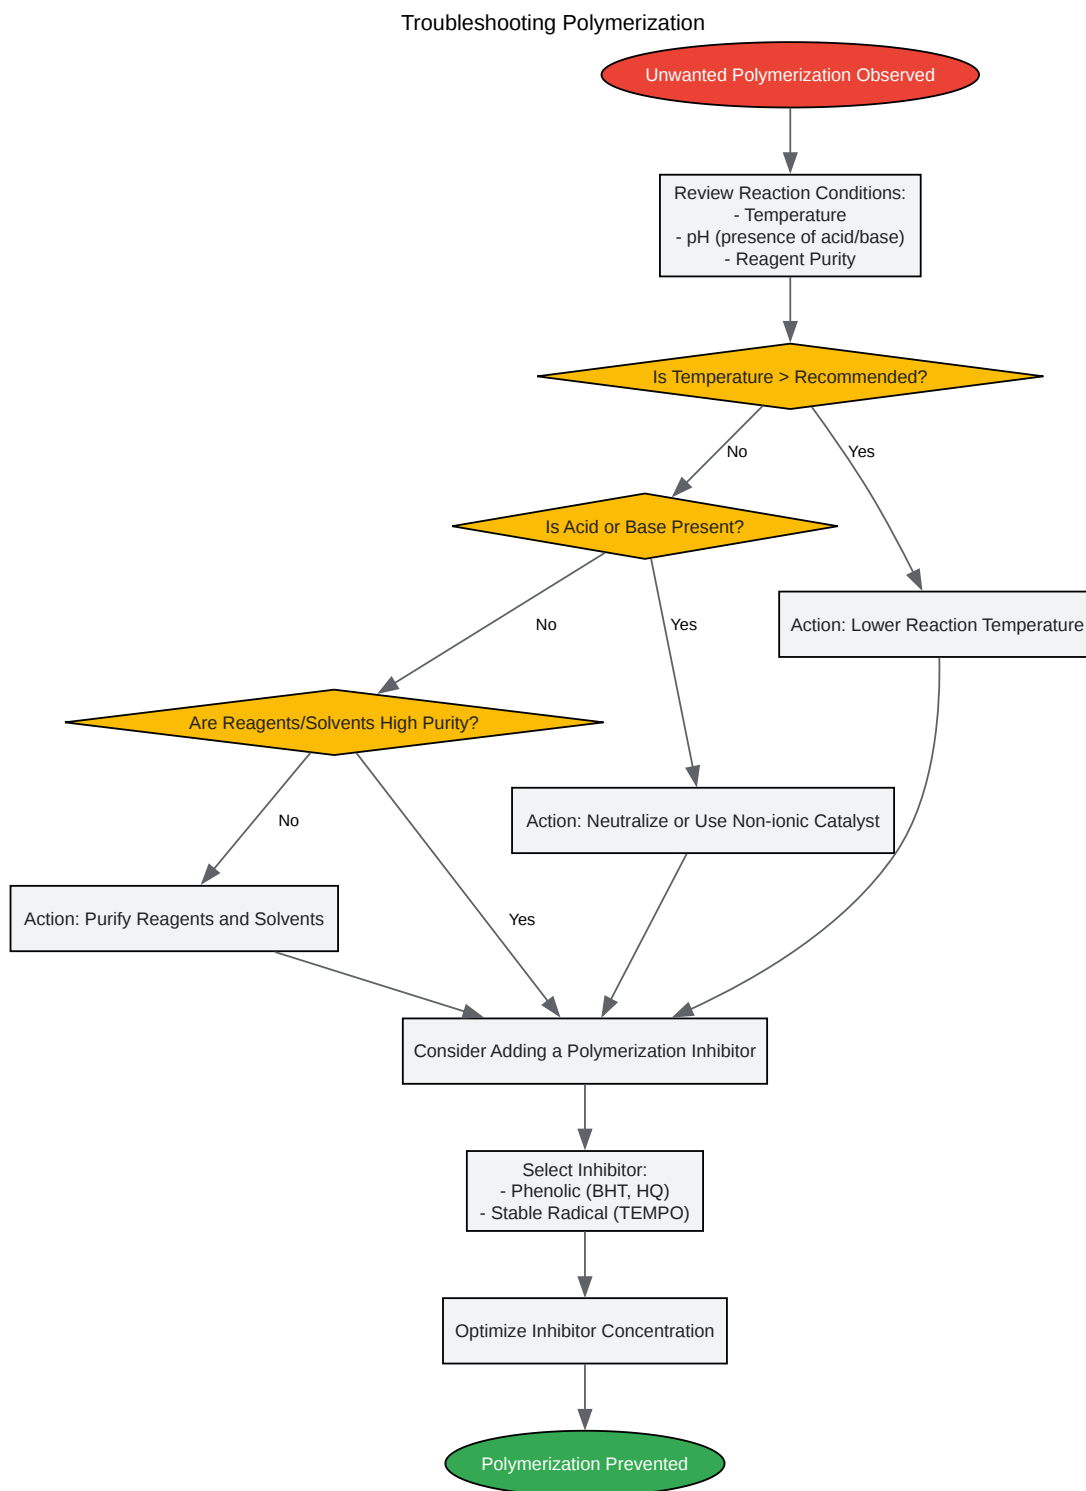 Troubleshooting Polymerization
Unwanted Polymerization Observed
Review Reaction Conditions:
- Temperature
- pH (presence of acid/base)
- Reagent Purity
Is Temperature > Recommended?
No
Yes
Is Acid or Base Present?
Action: Lower Reaction Temperature
No
Yes
Are Reagents/Solvents High Purity?
Action: Neutralize or Use Non-ionic Catalyst
No
Action: Purify Reagents and Solvents
Yes
Consider Adding a Polymerization Inhibitor
Select Inhibitor:
- Phenolic (BHT, HQ)
- Stable Radical (TEMPO)
Optimize Inhibitor Concentration
Polymerization Prevented